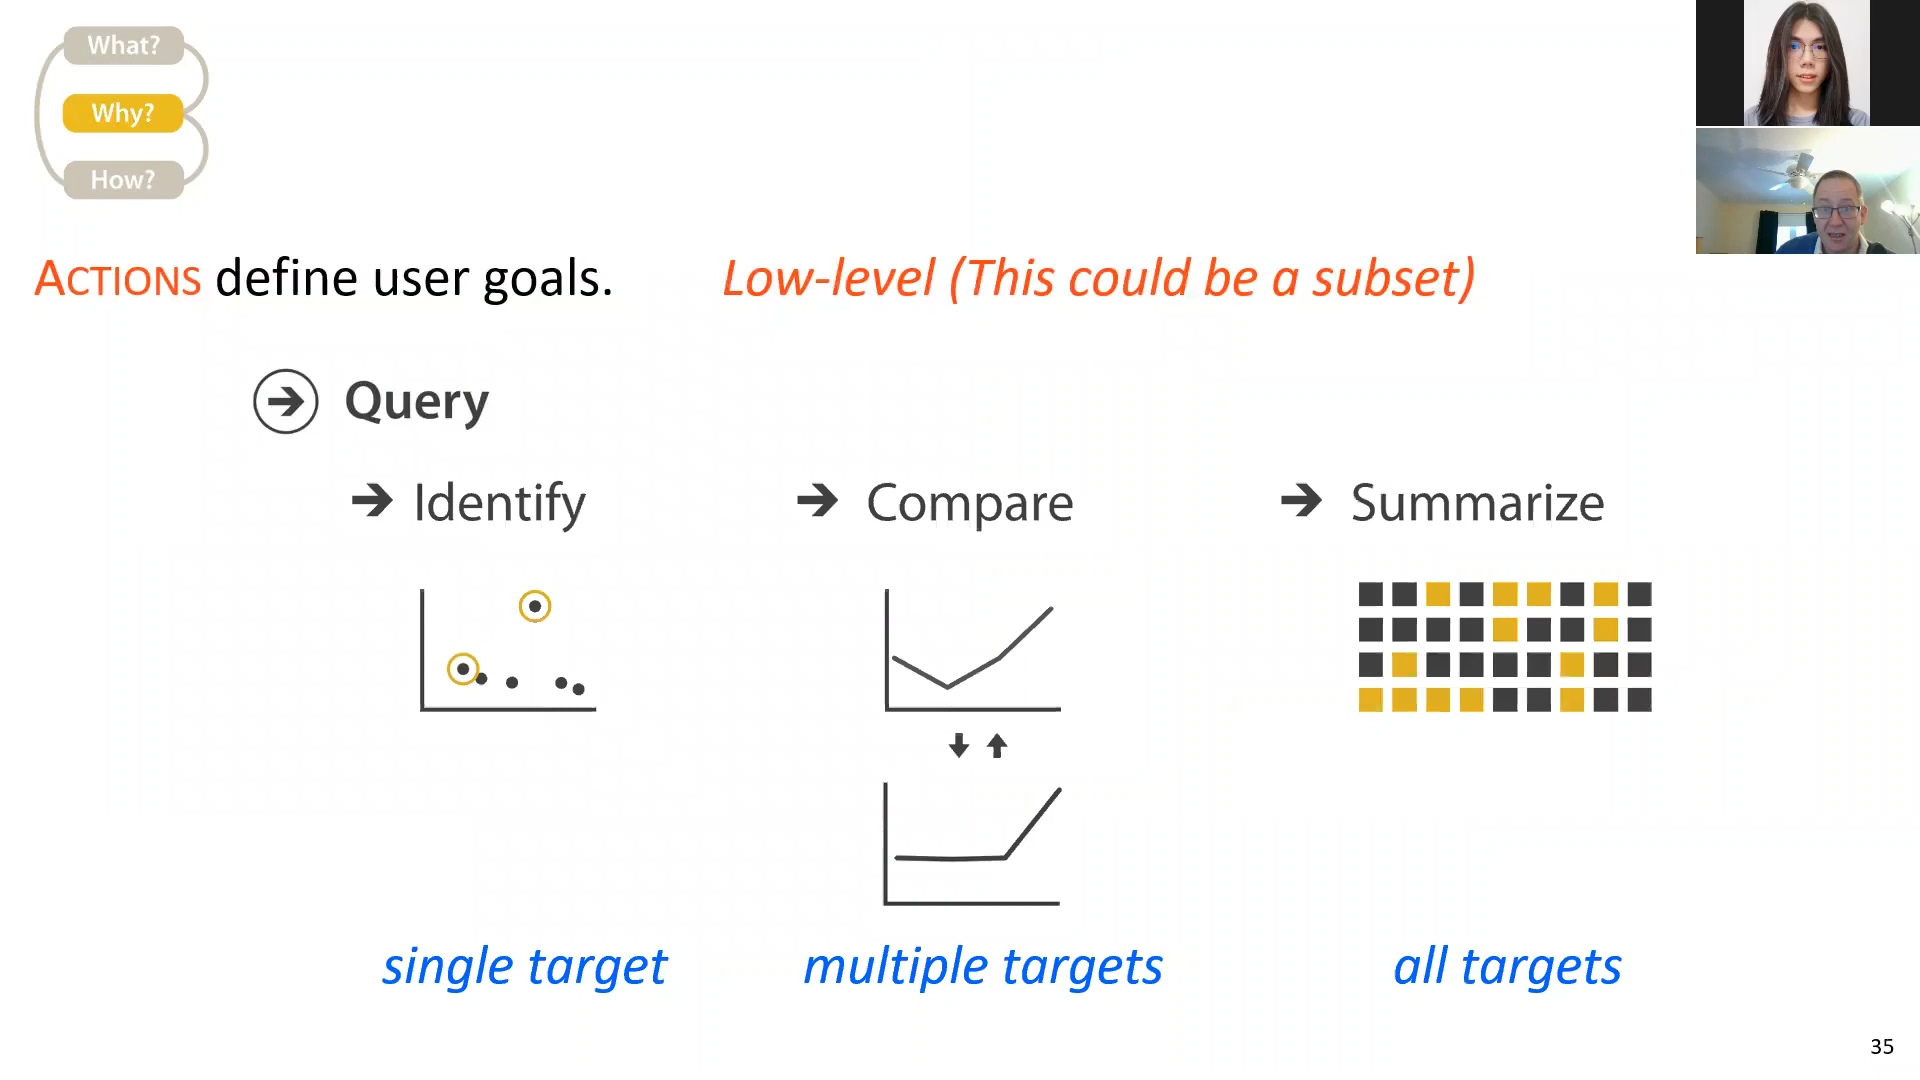 What?
Why?
How?
ACTIONS define user goals.
Low-level (This could be a subset)
Query
Identify
Compare
Summarize
single target
multiple targets
all targets
35